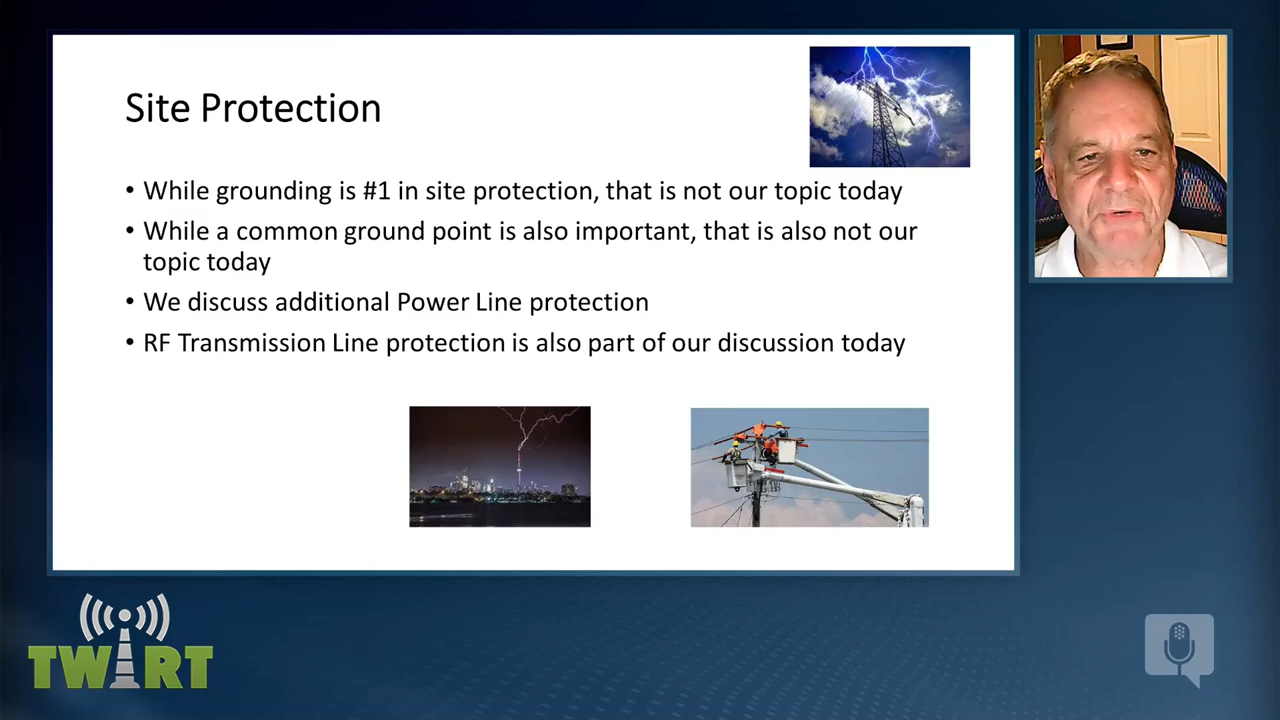 Site Protection
• While grounding is #1 in site protection, that is not our topic today
• While a common ground point is also important, that is also not our
topic today
• We discuss additional Power Line protection
• RF Transmission Line protection is also part of our discussion today
TWiRT